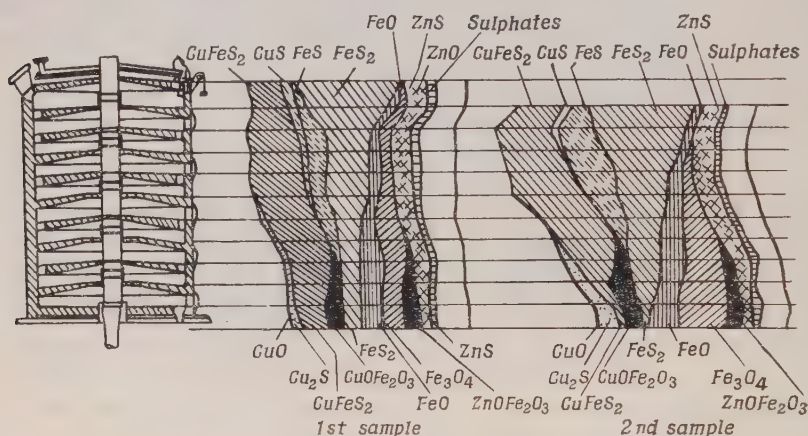 FeO ZnS Sulphates ZnS
CuFeS₂ CuS FeS FeS₂ ZnO CuFeS₂ CuS FeS FeS₂ FeO Sulphates
CuO FeS₂ ZnS CuO FeS₂ FeO
Cu₂S CuOFe₂O₃ Fe₃O₄ Cu₂S CuOFe₂O₃ Fe₃O₄
CuFeS₂ FeO ZnOFe₂O₃ CuFeS₂ ZnOFe₂O₃
1st sample 2nd sample